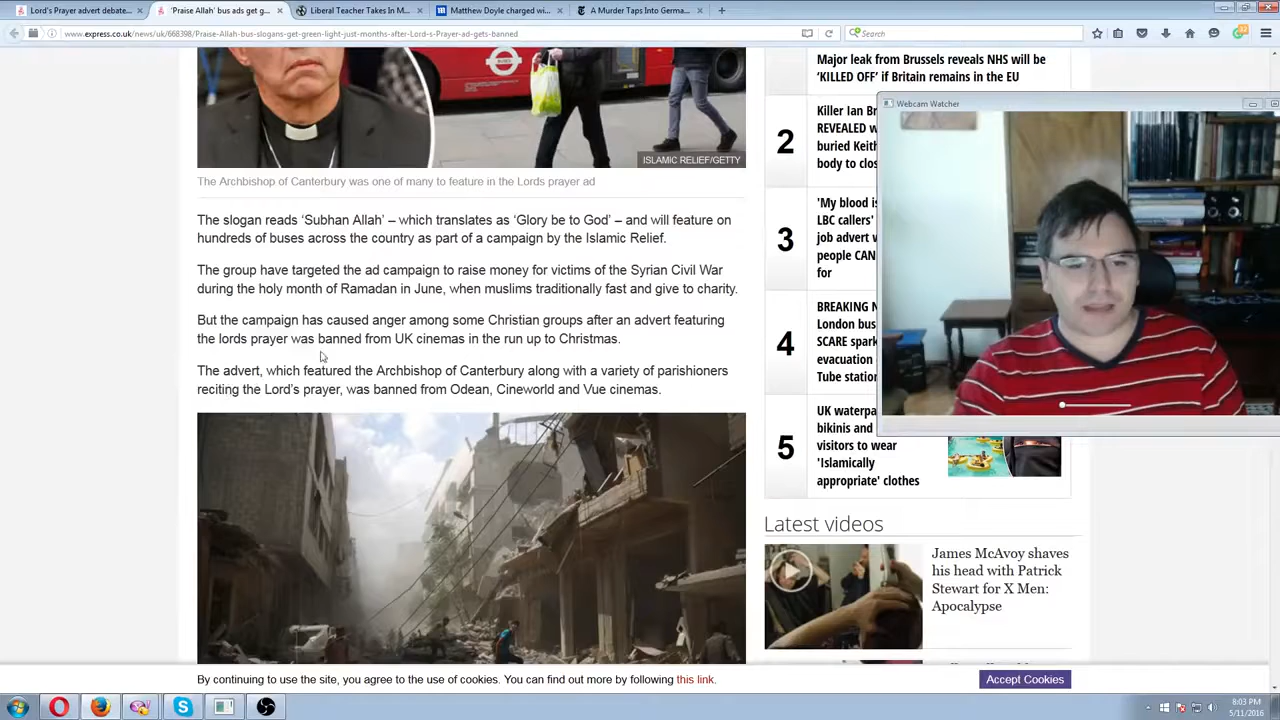 Lord's Prayer advert debate...
'Praise Allah' bus ads get g...
Liberal Teacher Takes In M...
Matthew Doyle charged wi...
A Murder Taps Into Germa...
www.express.co.uk/news/uk/668398/Praise-Allah-bus-slogans-get-green-light-just-months-after-Lord-s-Prayer-ad-gets-banned
Search
ISLAMIC RELIEF/GETTY
The Archbishop of Canterbury was one of many to feature in the Lords prayer ad
The slogan reads 'Subhan Allah' – which translates as 'Glory be to God' – and will feature on
hundreds of buses across the country as part of a campaign by the Islamic Relief.
The group have targeted the ad campaign to raise money for victims of the Syrian Civil War
during the holy month of Ramadan in June, when muslims traditionally fast and give to charity.
But the campaign has caused anger among some Christian groups after an advert featuring
the lords prayer was banned from UK cinemas in the run up to Christmas.
The advert, which featured the Archbishop of Canterbury along with a variety of parishioners
reciting the Lord's prayer, was banned from Odean, Cineworld and Vue cinemas.
Major leak from Brussels reveals NHS will be
'KILLED OFF' if Britain remains in the EU
2
Killer Ian Br
REVEALED w
buried Keith
body to clos
3
'My blood is
LBC callers'
job advert w
people CAN
for
4
BREAKING N
London bus
SCARE spark
evacuation
Tube station
5
UK waterpa
bikinis and
visitors to wear
'Islamically
appropriate' clothes
Webcam Watcher
Latest videos
James McAvoy shaves
his head with Patrick
Stewart for X Men:
Apocalypse
By continuing to use the site, you agree to the use of cookies. You can find out more by following this link.
Accept Cookies
8:03 PM
5/11/2016